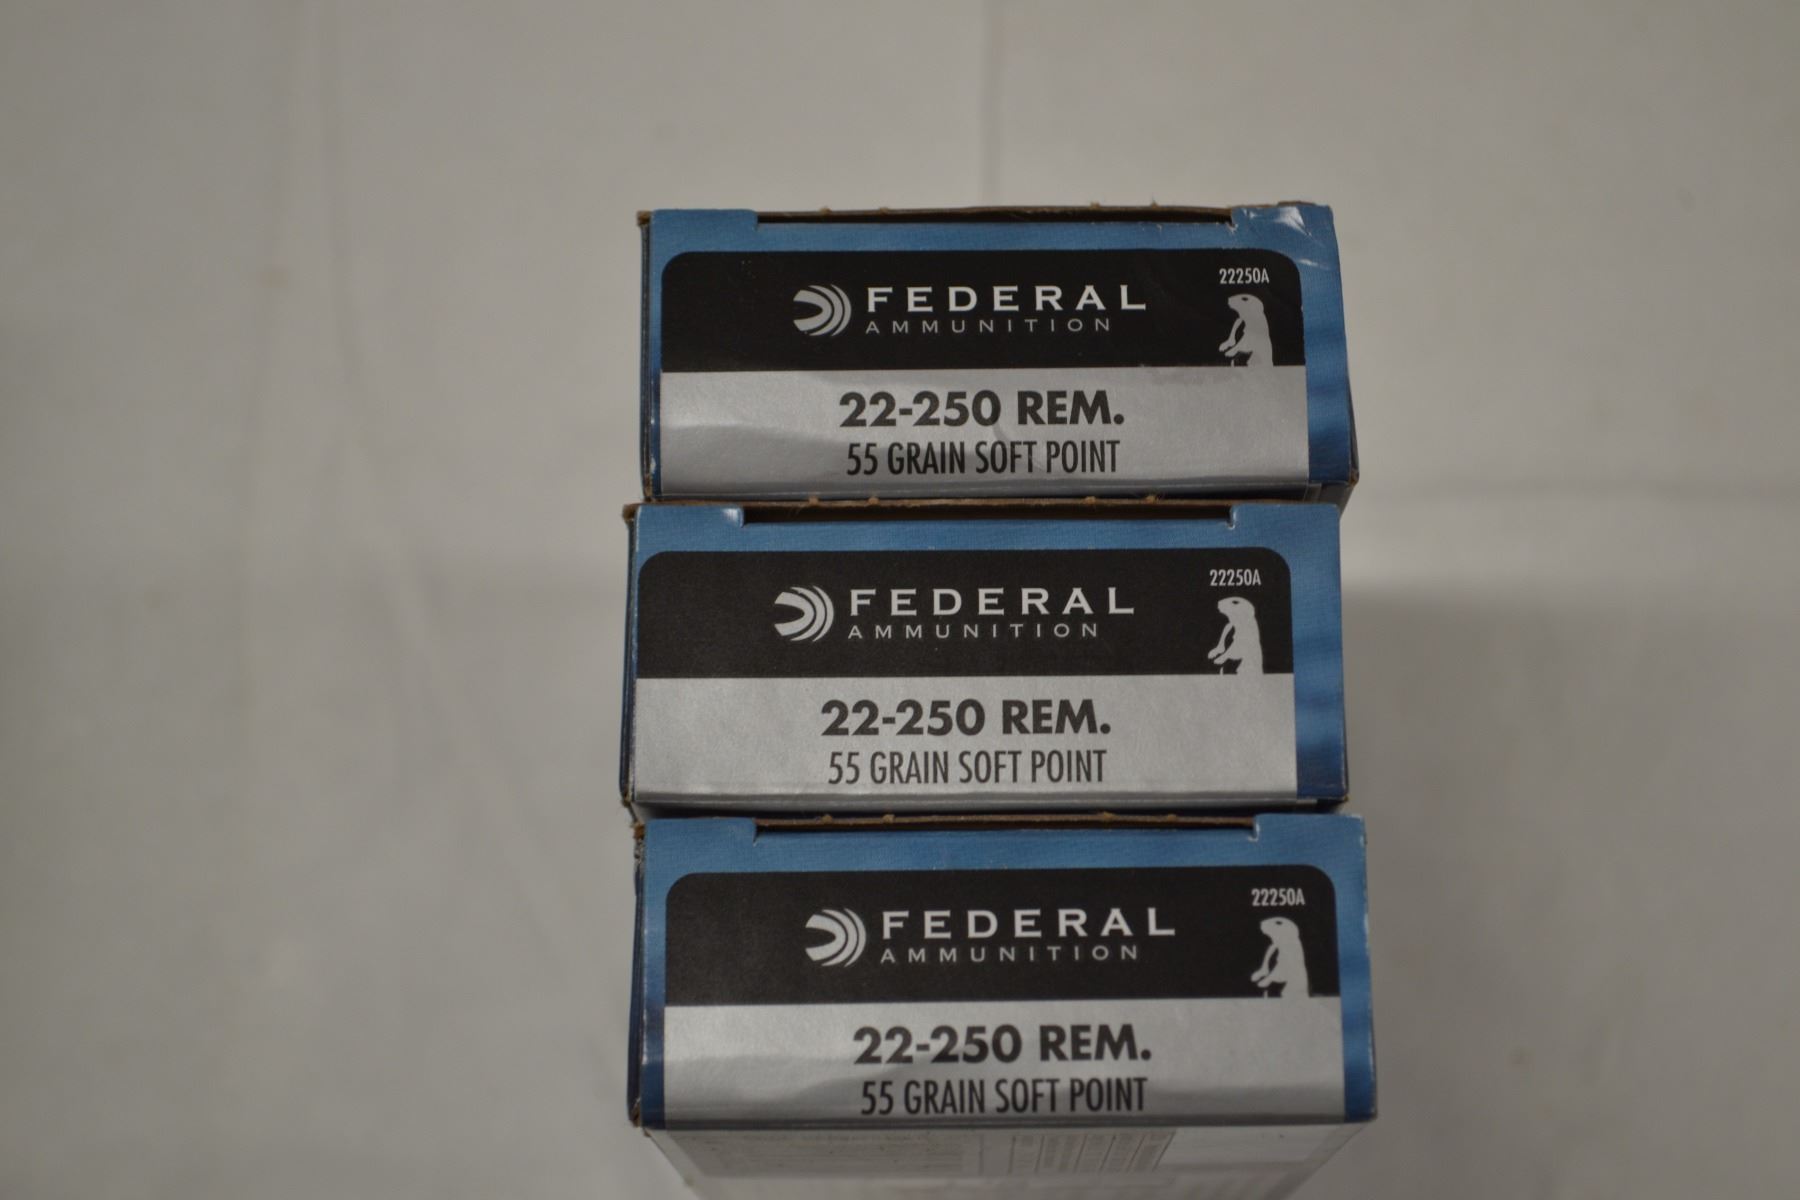 22250A
FEDERAL
AMMUNITION
22-250 REM.
55 GRAIN SOFT POINT
22250A
FEDERAL
AMMUNITION
22-250 REM.
55 GRAIN SOFT POINT
22250A
FEDERAL
AMMUNITION
22-250 REM.
55 GRAIN SOFT POINT